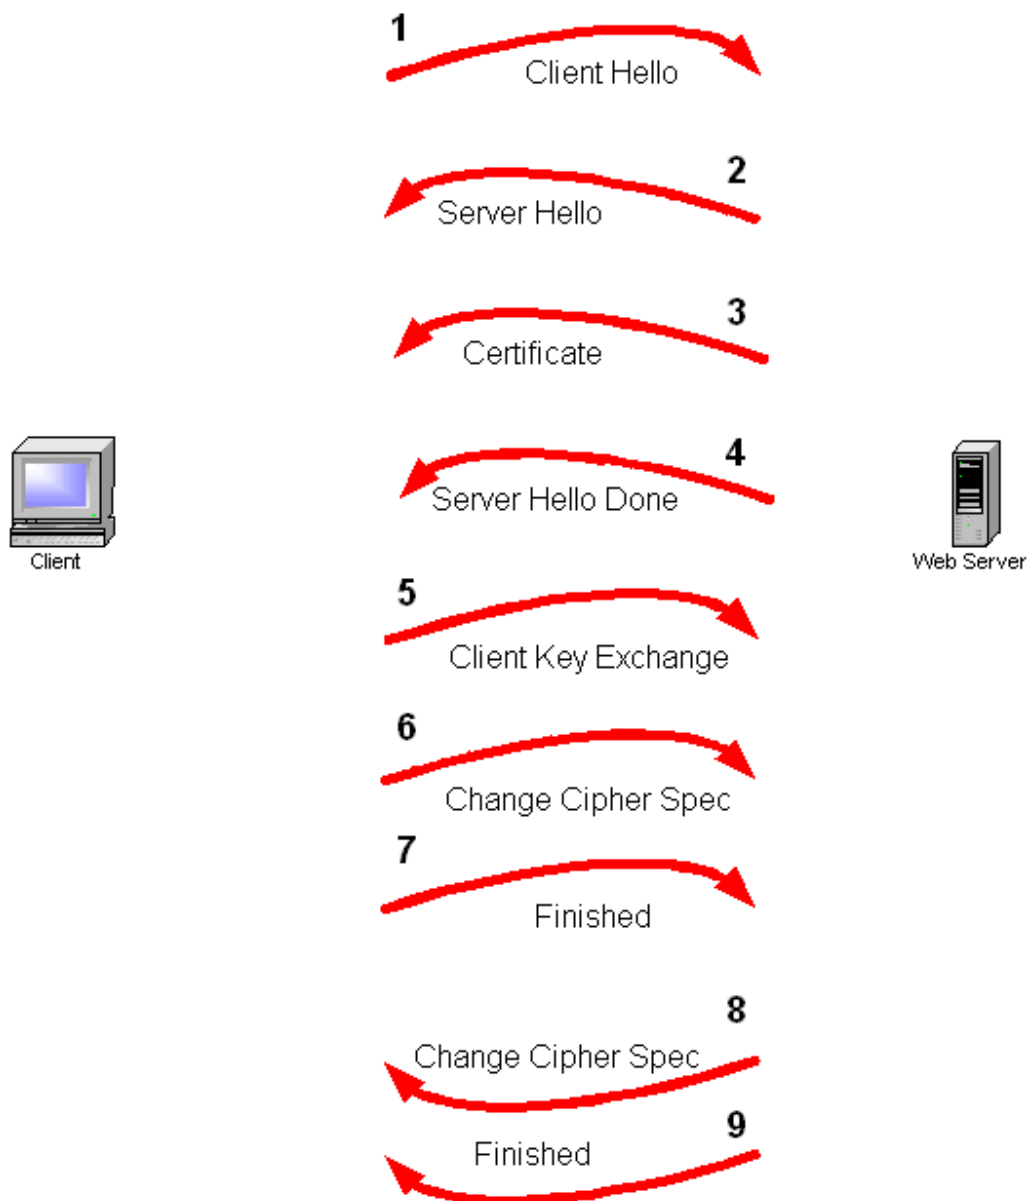 1
Client Hello
2
Server Hello
3
Certificate
4
Server Hello Done
Client
Web Server
5
Client Key Exchange
6
Change Cipher Spec
7
Finished
8
Change Cipher Spec
9
Finished